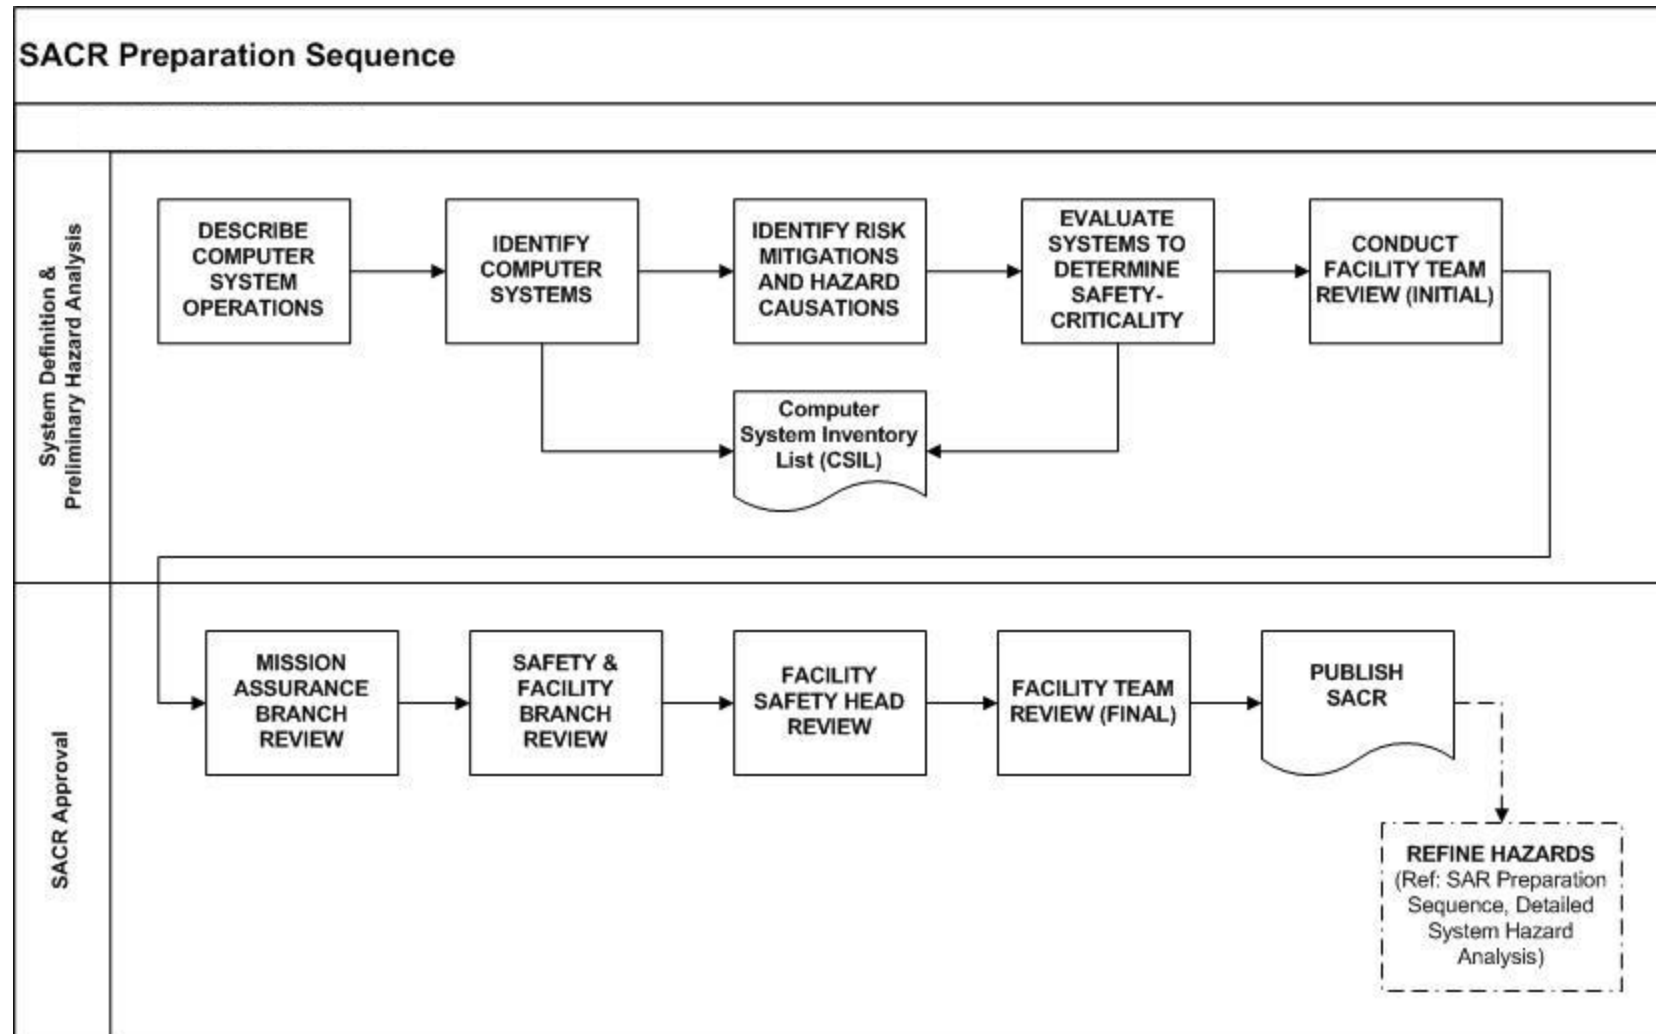 SACR Preparation Sequence
System Definition &
Preliminary Hazard Analysis
DESCRIBE
COMPUTER
SYSTEM
OPERATIONS
IDENTIFY
COMPUTER
SYSTEMS
IDENTIFY RISK
MITIGATIONS
AND HAZARD
CAUSATIONS
EVALUATE
SYSTEMS TO
DETERMINE
SAFETY-
CRITICALITY
CONDUCT
FACILITY TEAM
REVIEW (INITIAL)
Computer
System Inventory
List (CSIL)
SACR Approval
MISSION
ASSURANCE
BRANCH
REVIEW
SAFETY &
FACILITY
BRANCH
REVIEW
FACILITY
SAFETY HEAD
REVIEW
FACILITY TEAM
REVIEW (FINAL)
PUBLISH
SACR
REFINE HAZARDS
(Ref: SAR Preparation
Sequence, Detailed
System Hazard
Analysis)